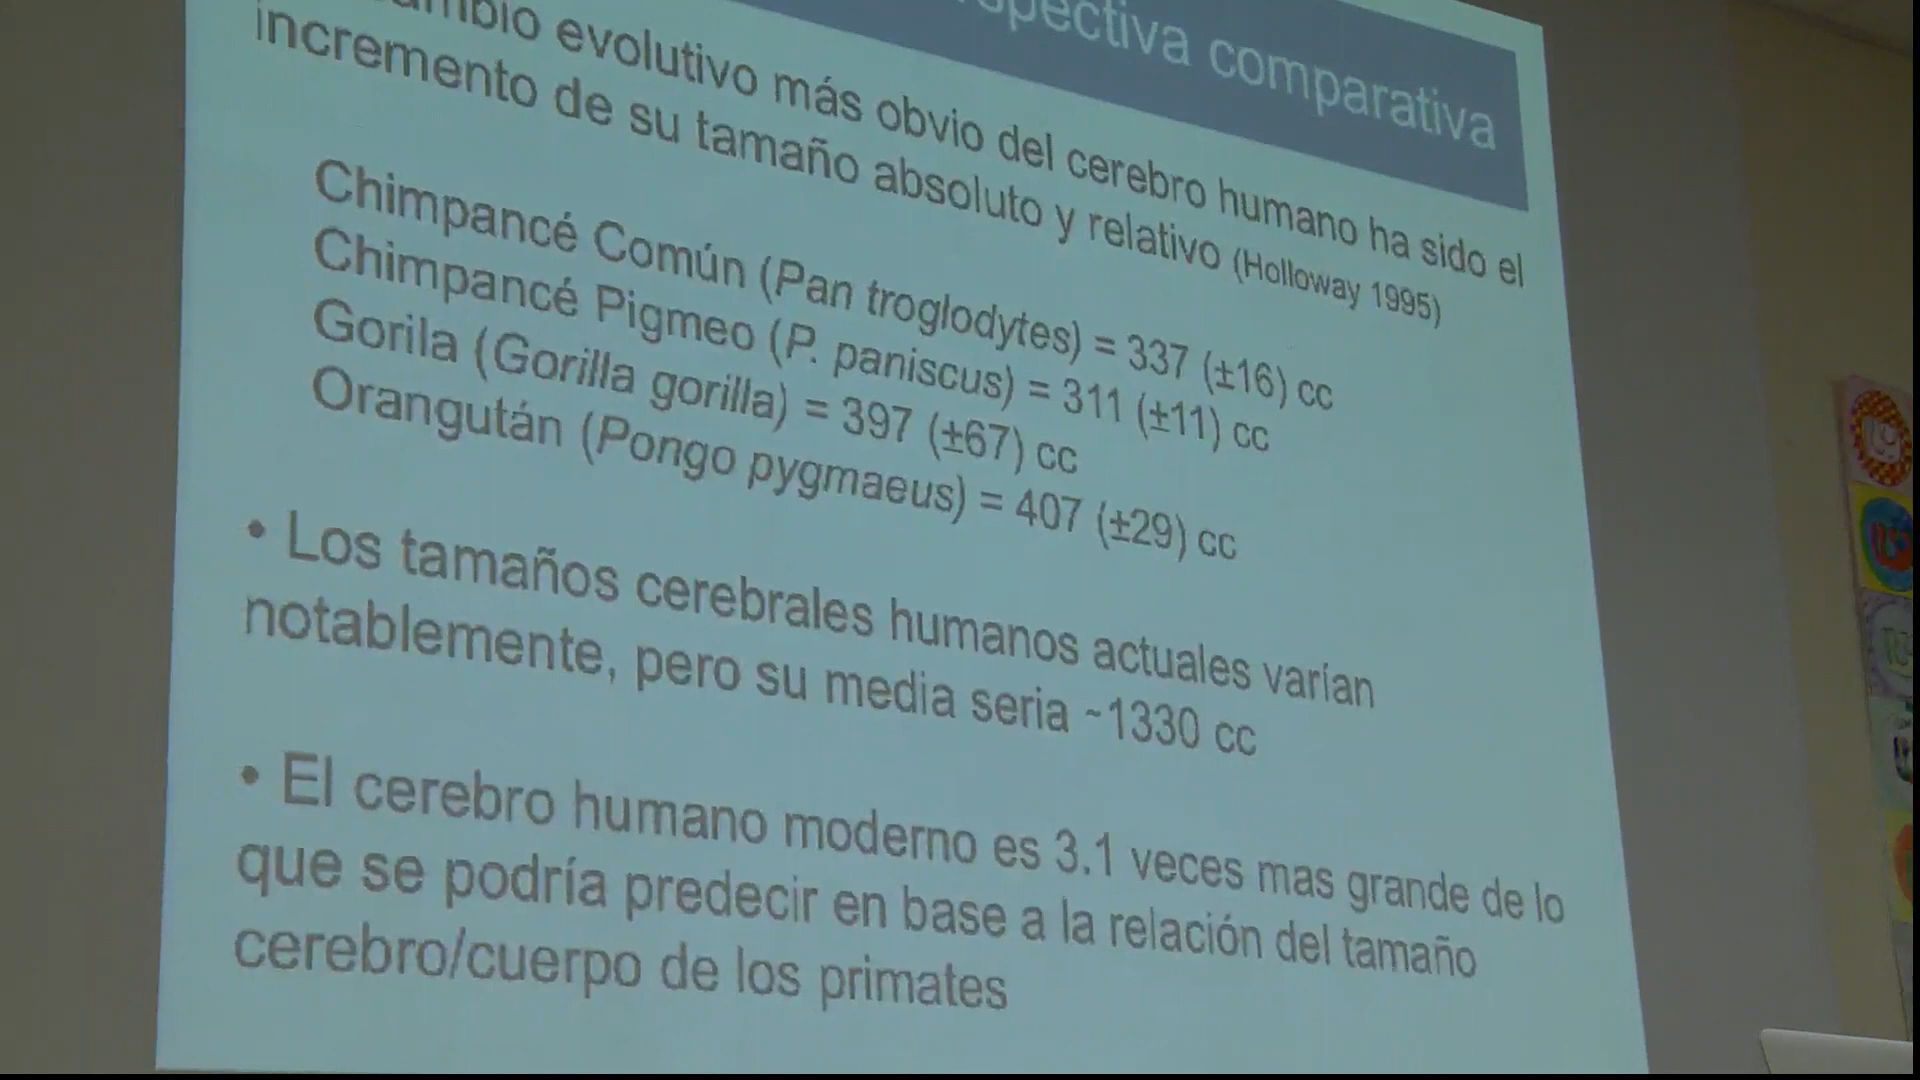 comparativa
evolutivo más obvio del cerebro humano ha sido el
incremento de su tamaño absoluto y relativo (Holloway 1995)
Chimpancé Común (Pan troglodytes) = 337 (±16) cc
Chimpancé Pigmeo (P. paniscus) = 311 (±11) cc
Gorila (Gorilla gorilla) = 397 (±67) cc
Orangután (Pongo pygmaeus) = 407 (±29) cc
• Los tamaños cerebrales humanos actuales varían
notablemente, pero su media seria ~1330 cc
• El cerebro humano moderno es 3.1 veces mas grande de lo
que se podría predecir en base a la relación del tamaño
cerebro/cuerpo de los primates